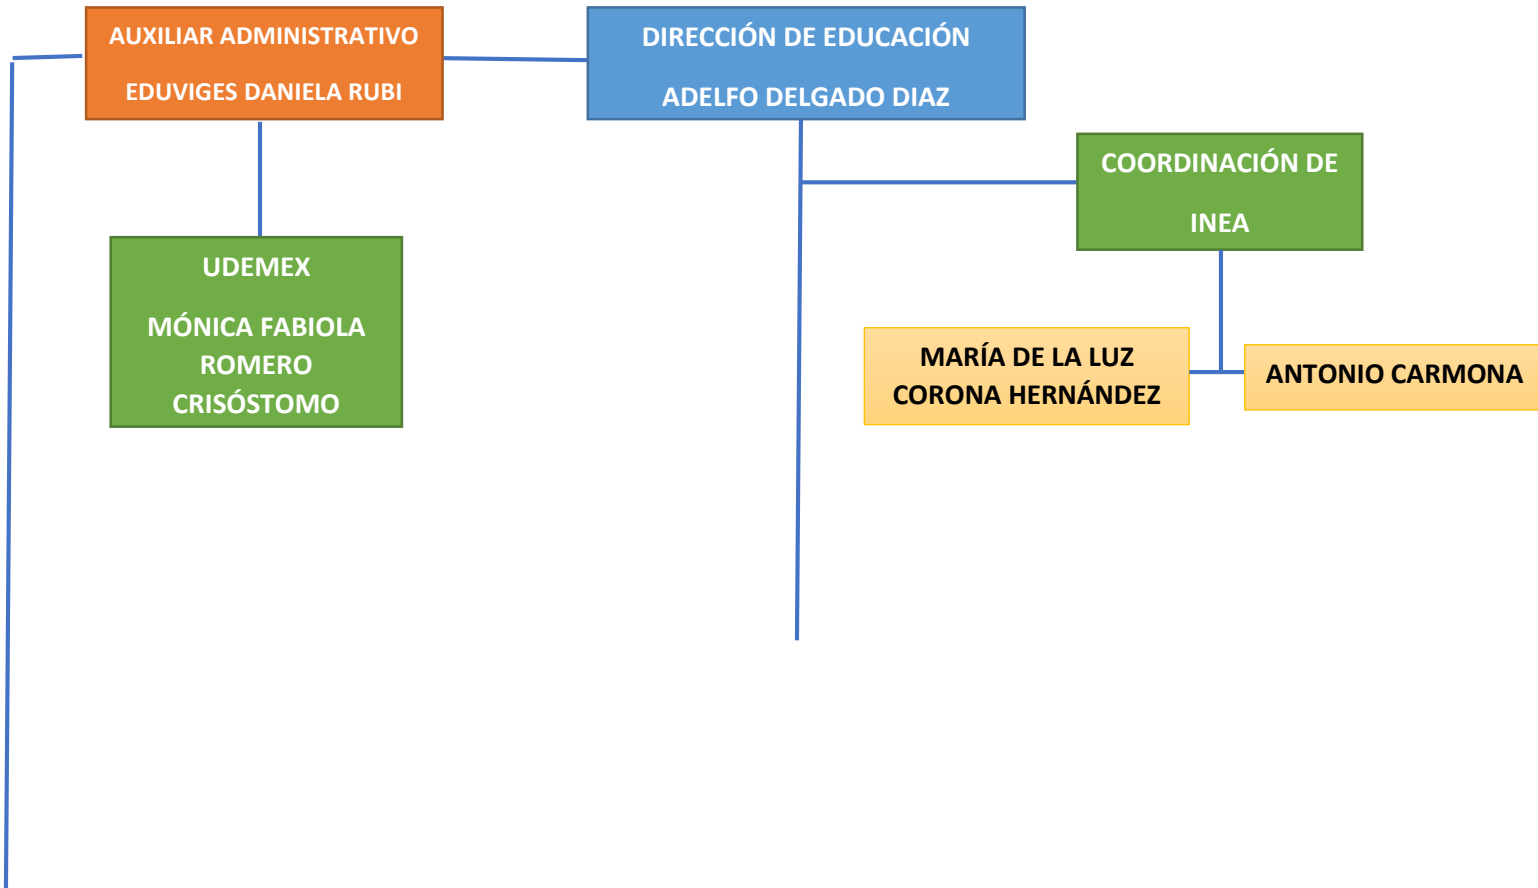 AUXILIAR ADMINISTRATIVO
EDUVIGES DANIELA RUBI
DIRECCIÓN DE EDUCACIÓN
ADELFO DELGADO DIAZ
COORDINACIÓN DE
INEA
UDEMEX
MÓNICA FABIOLA
ROMERO
CRISÓSTOMO
MARÍA DE LA LUZ
CORONA HERNÁNDEZ
ANTONIO CARMONA